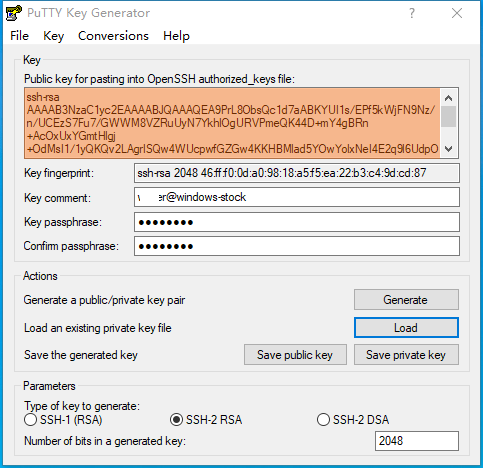 PuTTY Key Generator
File Key Conversions Help
Key
Public key for pasting into OpenSSH authorized_keys file:
ssh-rsa
AAAAB3NzaC1yc2EAAAABJQAAAQEA9PrL8ObsQc1d7aABKYUI1s/EPf5kWjFN9Nz/
n/UCEzS7Fu7/GWWM8VZRuUyN7YkhlOgURVPmeQK44D+mY4gBRn
+AcOxUxYGmtHlgj
+OdMsI1/1yQKQv2LAgrISQw4WUcpwfGZGw4KKHBMlad5YOwYolxNeI4E2q9l6UdpO
Key fingerprint: ssh-rsa 2048 46:ff:f0:0d:a0:98:18:a5:f5:ea:22:b3:c4:9d:cd:87
Key comment: er@windows-stock
Key passphrase: ●●●●●●●●
Confirm passphrase: ●●●●●●●●
Actions
Generate a public/private key pair Generate
Load an existing private key file Load
Save the generated key Save public key Save private key
Parameters
Type of key to generate:
SSH-1 (RSA) SSH-2 RSA SSH-2 DSA
Number of bits in a generated key: 2048